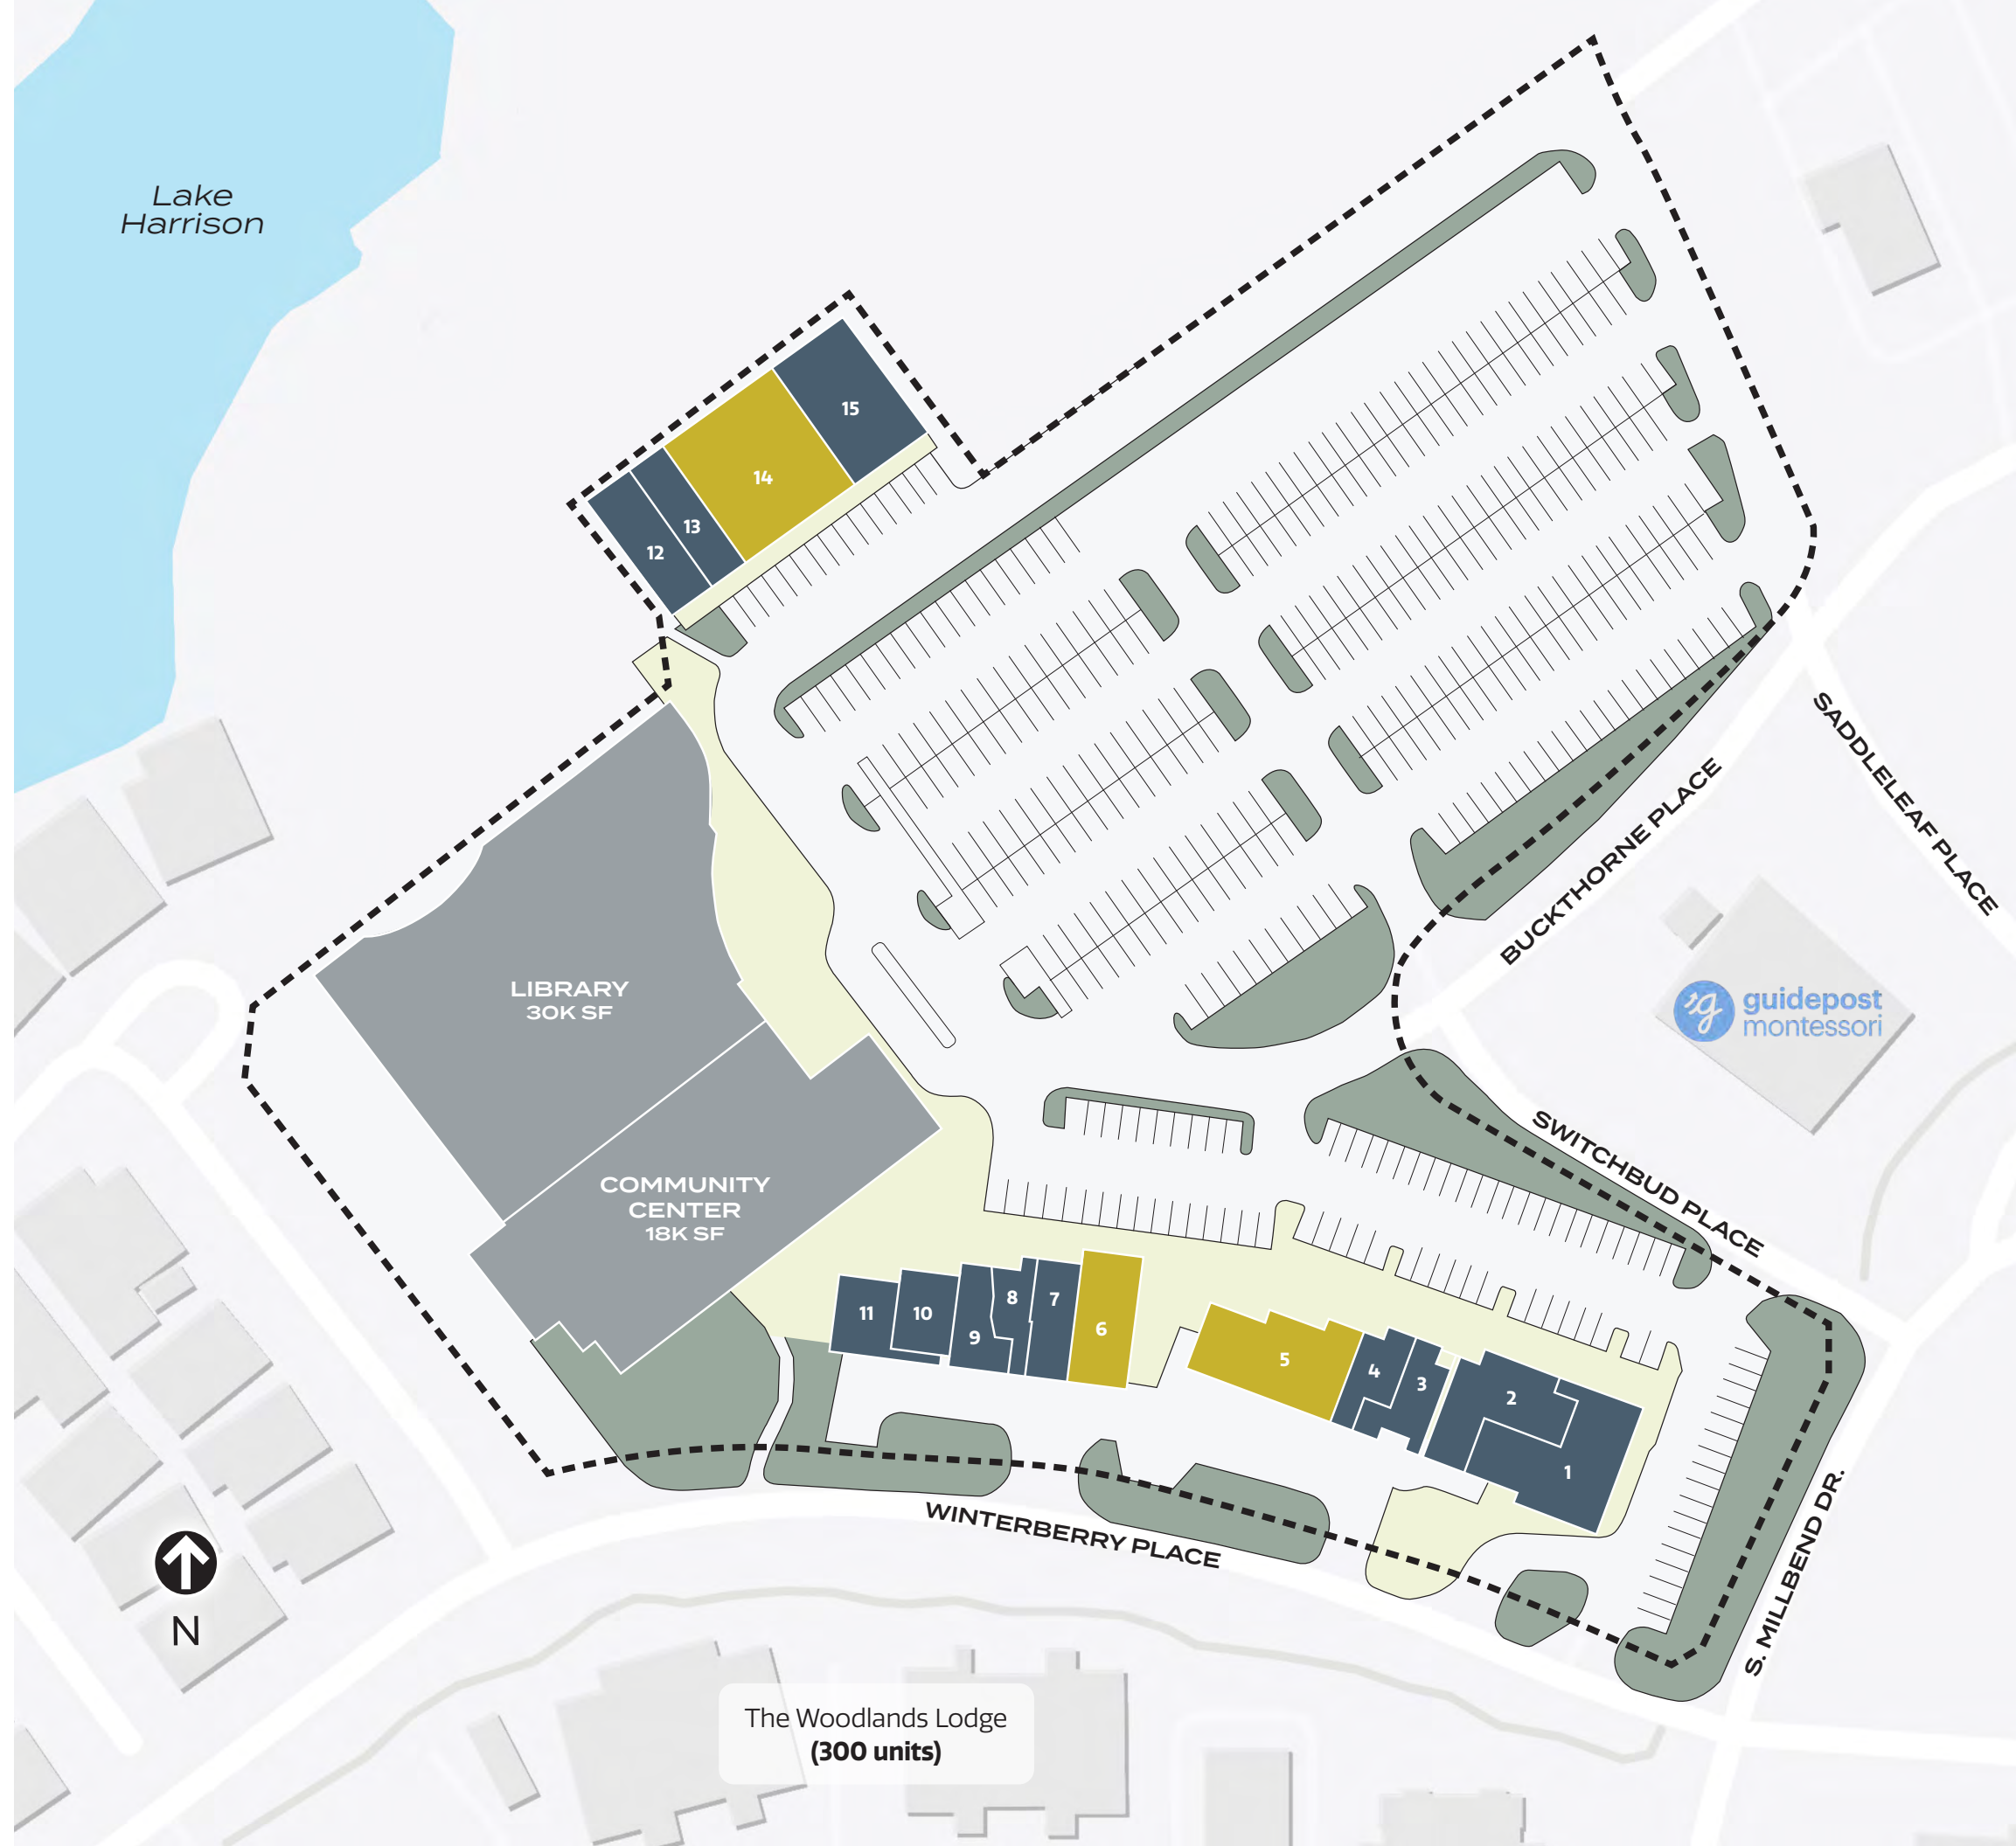 Lake
Harrison
15
14
13
12
SADDLELEAF PLACE
BUCKTHORNE PLACE
LIBRARY
30K SF
guidepost
montessori
COMMUNITY
CENTER
18K SF
SWITCHBUD PLACE
11
10
9
8
7
6
5
4
3
2
1
WINTERBERRY PLACE
S. MILLBEND DR.
N
The Woodlands Lodge
(300 units)